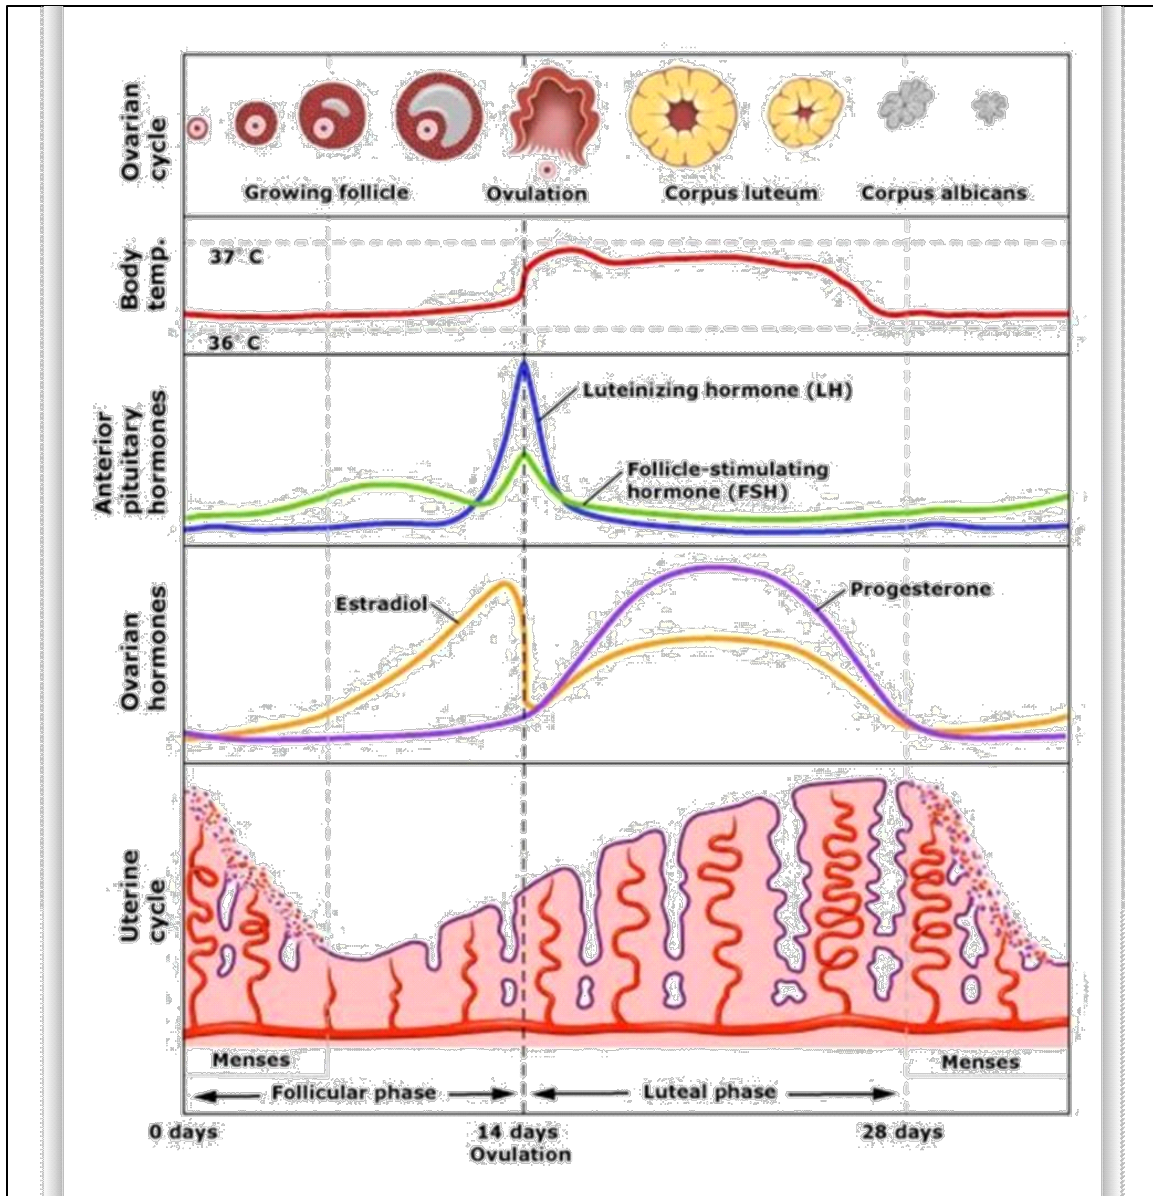 Ovarian
cycle
Growing follicle
Ovulation
Corpus luteum
Corpus albicans
Body
temp.
37° C
36° C
Anterior
pituitary
hormones
Luteinizing hormone (LH)
Follicle-stimulating
hormone (FSH)
Ovarian
hormones
Estradiol
Progesterone
Uterine
cycle
Menses
Menses
Follicular phase
Luteal phase
0 days
14 days
Ovulation
28 days